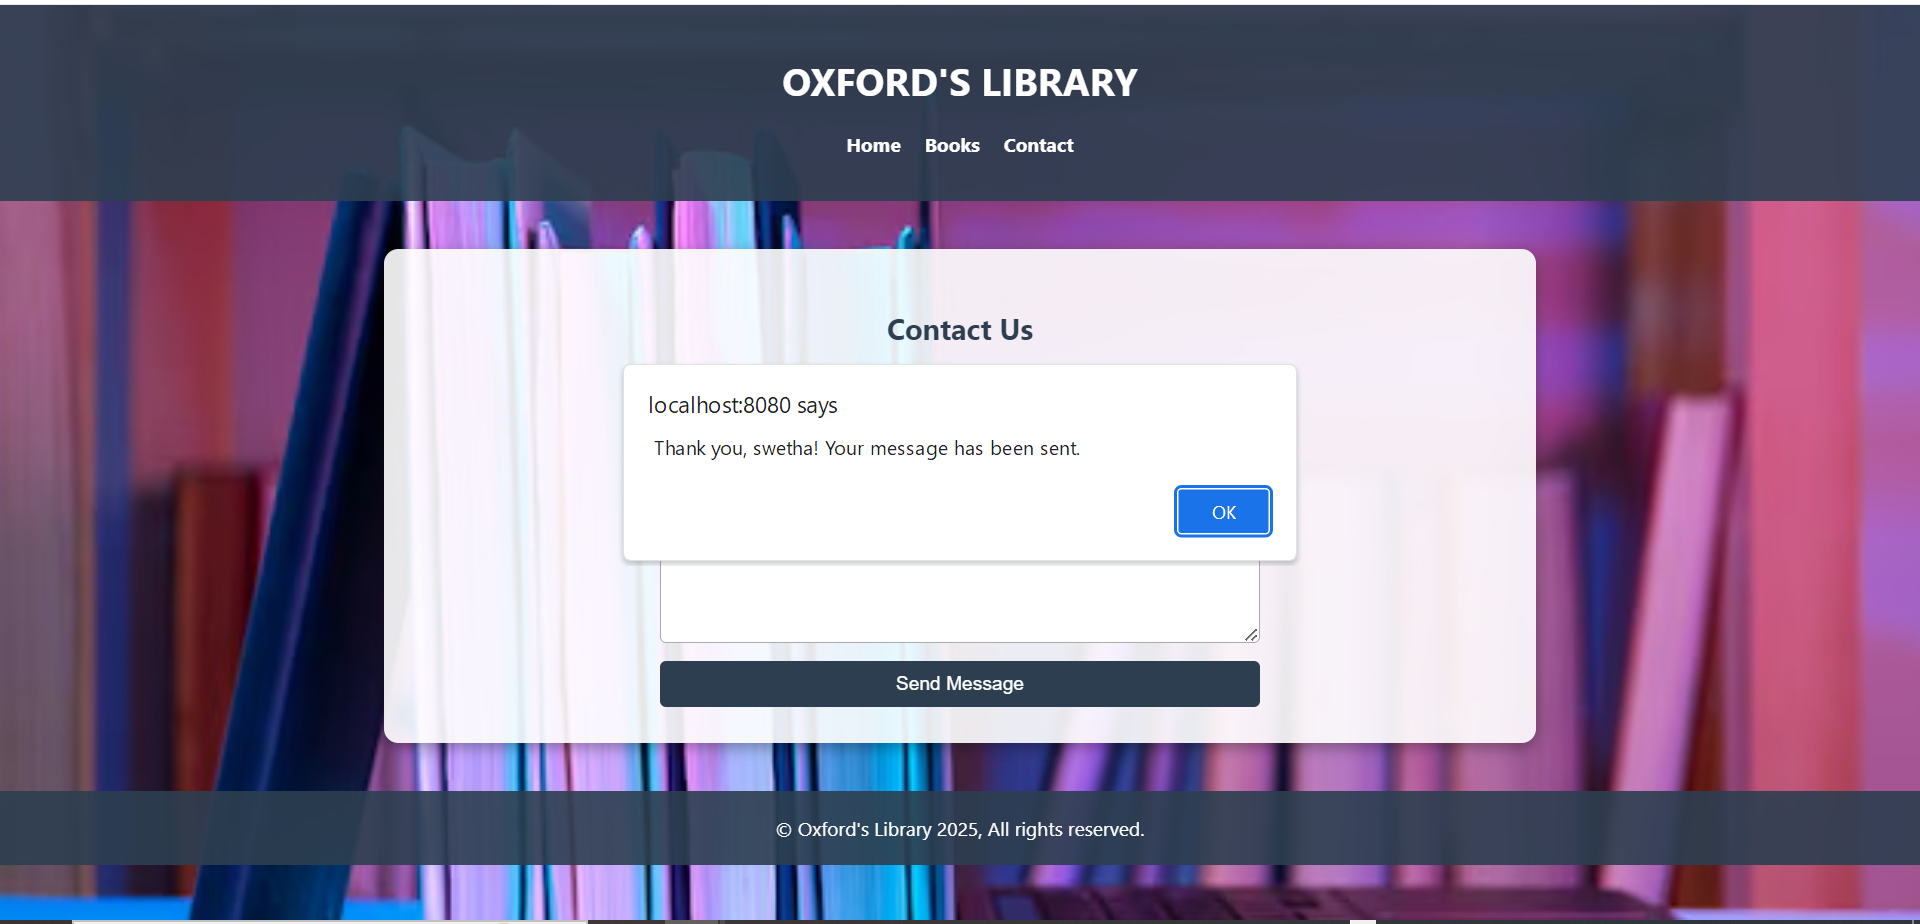 OXFORD'S LIBRARY
Home Books Contact
Contact Us
localhost:8080 says
Thank you, swetha! Your message has been sent.
OK
Send Message
© Oxford's Library 2025, All rights reserved.